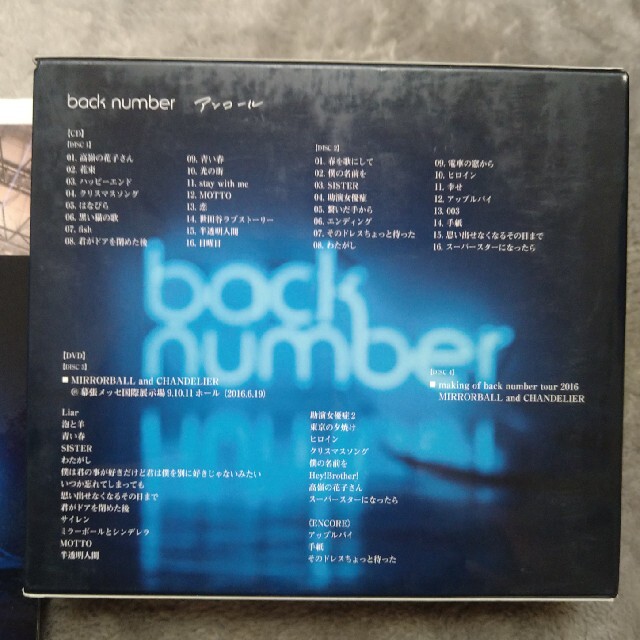 back number アンコール
[CD]
[DISC 1]
01. 高嶺の花子さん
02. 花束
03. ハッピーエンド
04. クリスマスソング
05. はなびら
06. 黒い猫の歌
07. fish
08. 君がドアを閉めた後
09. 青い春
10. 光の街
11. stay with me
12. MOTTO
13. 恋
14. 世田谷ラブストーリー
15. 半透明人間
16. 日曜日
[DISC 2]
01. 春を歌にして
02. 僕の名前を
03. SISTER
04. 助演女優症
05. 繋いだ手から
06. エンディング
07. そのドレスちょっと待った
08. わたがし
09. 電車の窓から
10. ヒロイン
11. 幸せ
12. アップルパイ
13. 003
14. 手紙
15. 思い出せなくなるその日まで
16. スーパースターになったら
back
number
[DVD]
[DISC 3]
■ MIRRORBALL and CHANDELIER
@ 幕張メッセ国際展示場 9.10.11 ホール (2016.6.19)
Liar
泡と羊
青い春
SISTER
わたがし
僕は君の事が好きだけど君は僕を別に好きじゃないみたい
いつか忘れてしまっても
思い出せなくなるその日まで
君がドアを閉めた後
サイレン
ミラーボールとシンデレラ
MOTTO
半透明人間
助演女優症2
東京の夕焼け
ヒロイン
クリスマスソング
僕の名前を
Hey!Brother!
高嶺の花子さん
スーパースターになったら
(ENCORE)
アップルパイ
手紙
そのドレスちょっと待った
[DISC 4]
■ making of back number tour 2016
MIRRORBALL and CHANDELIER